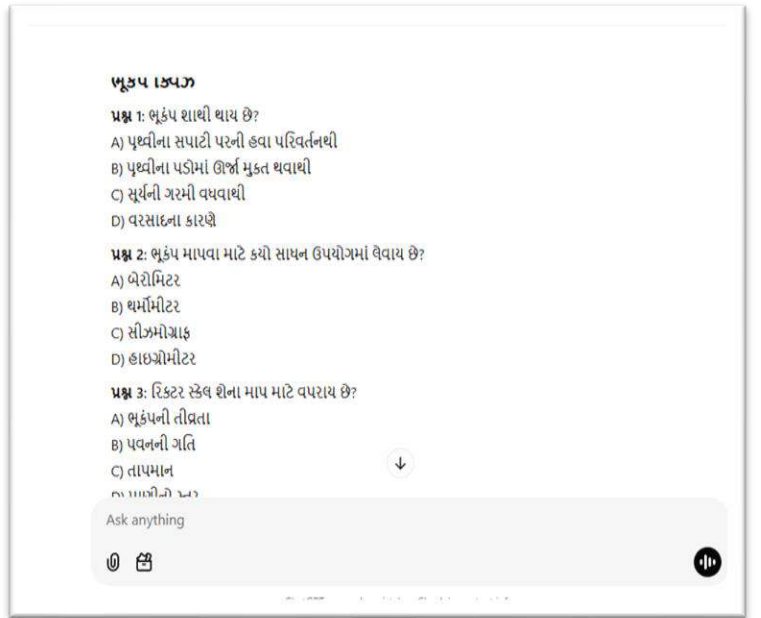 ભૂકંપ ક્વિઝ
પ્રશ્ન 1: ભૂકંપ શાથી થાય છે?
A) પૃથ્વીના સપાટી પરની હવા પરિવર્તનથી
B) પૃથ્વીના પડોમાં ઊર્જા મુક્ત થવાથી
C) સૂર્યની ગરમી વધવાથી
D) વરસાદના કારણે
પ્રશ્ન 2: ભૂકંપ માપવા માટે કયો સાધન ઉપયોગમાં લેવાય છે?
A) બેરોમિટર
B) થર્મોમીટર
C) સીઝમોગ્રાફ
D) હાઇગ્રોમીટર
પ્રશ્ન 3: રિક્ટર સ્કેલ શેના માપ માટે વપરાય છે?
A) ભૂકંપની તીવ્રતા
B) પવનની ગતિ
C) તાપમાન
D) પાણીનો સ્તર
Ask anything